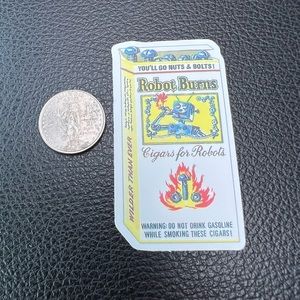 YOU'LL GO NUTS & BOLTS!
Robot Burns
Cigars for Robots
WILDER THAN EVER
WARNING: DO NOT DRINK GASOLINE
WHILE SMOKING THESE CIGARS!